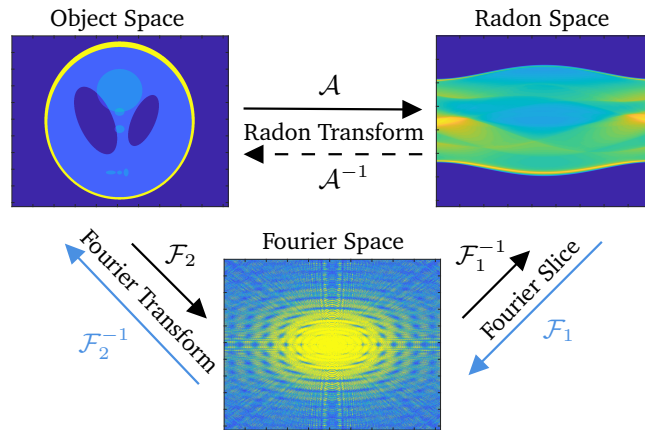 Object Space
Radon Space
𝒜
Radon Transform
𝒜⁻¹
ℱ₂
Fourier Transform
ℱ₂⁻¹
Fourier Space
ℱ₁⁻¹
Fourier Slice
ℱ₁